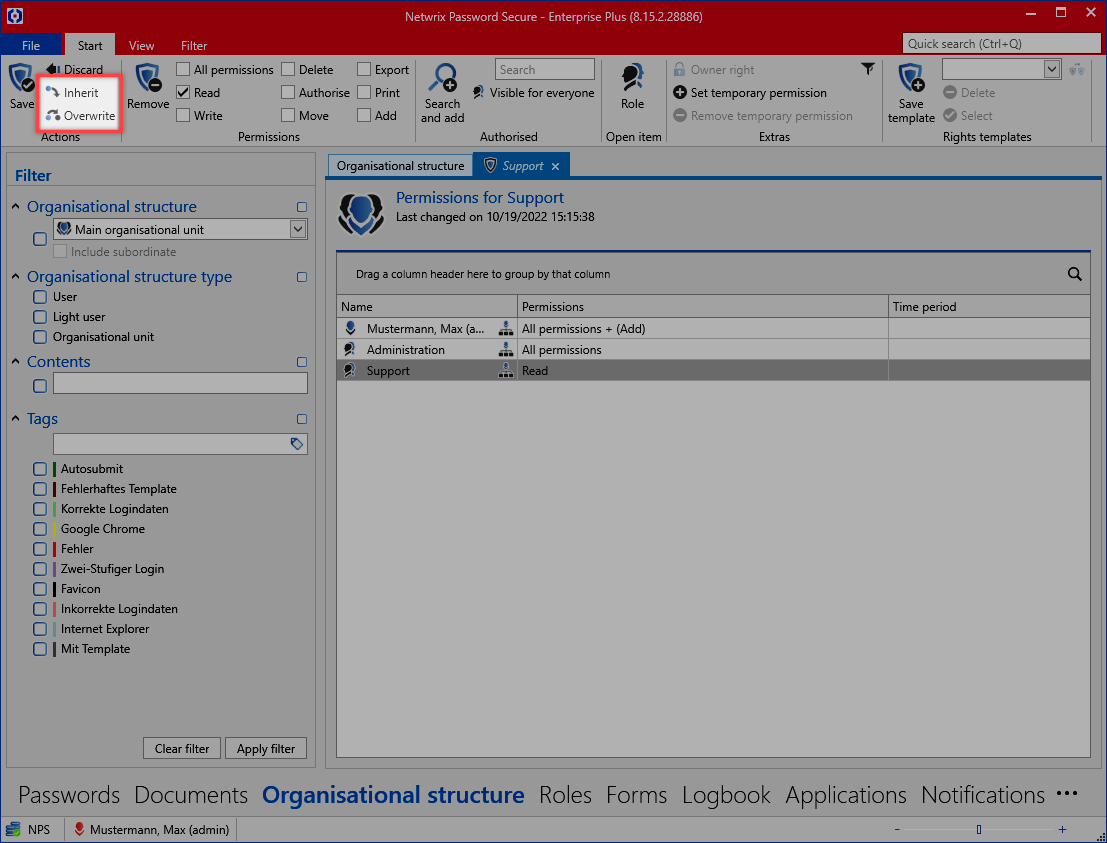 Netwrix Password Secure - Enterprise Plus (8.15.2.28886)
File Start View Filter
Quick search (Ctrl+Q)
Save
Discard
Inherit
Overwrite
Actions
Remove
All permissions
Read
Write
Delete
Authorise
Move
Export
Print
Add
Permissions
Search and add
Search
Visible for everyone
Authorised
Role
Open item
Owner right
Set temporary permission
Remove temporary permission
Extras
Save template
Delete
Select
Rights templates
Filter
Organisational structure
Main organisational unit
Include subordinate
Organisational structure type
User
Light user
Organisational unit
Contents
Tags
Autosubmit
Fehlerhaftes Template
Korrekte Logindaten
Google Chrome
Fehler
Zwei-Stufiger Login
Favicon
Inkorrekte Logindaten
Internet Explorer
Mit Template
Clear filter Apply filter
Organisational structure Support
Permissions for Support
Last changed on 10/19/2022 15:15:38
Drag a column header here to group by that column
Name Permissions Time period
Mustermann, Max (a... All permissions + (Add)
Administration All permissions
Support Read
Passwords Documents Organisational structure Roles Forms Logbook Applications Notifications ···
NPS Mustermann, Max (admin) - +